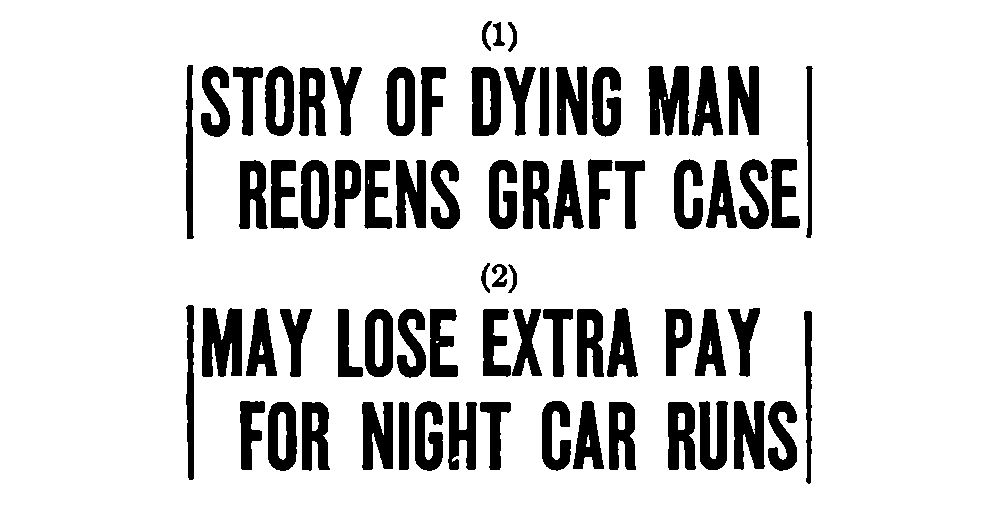 (1)
STORY OF DYING MAN
REOPENS GRAFT CASE
(2)
MAY LOSE EXTRA PAY
FOR NIGHT CAR RUNS